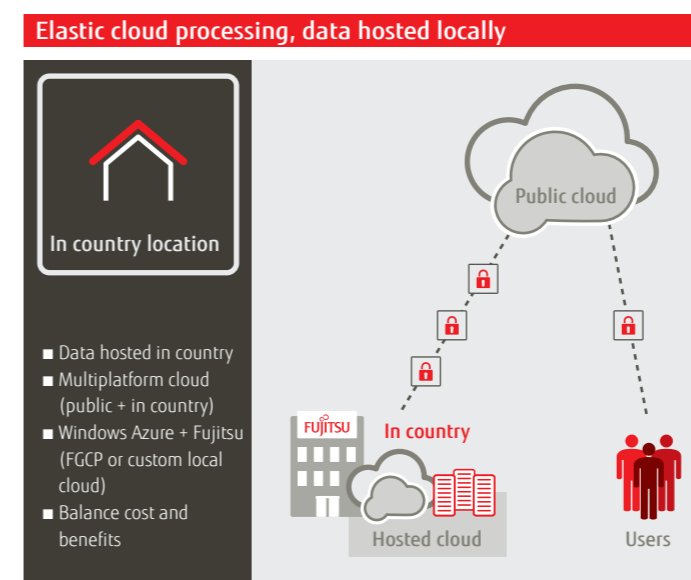 Elastic cloud processing, data hosted locally
In country location
■ Data hosted in country
■ Multiplatform cloud
(public + in country)
■ Windows Azure + Fujitsu
(FGCP or custom local
cloud)
■ Balance cost and
benefits
Public cloud
FUJITSU
In country
Hosted cloud
Users